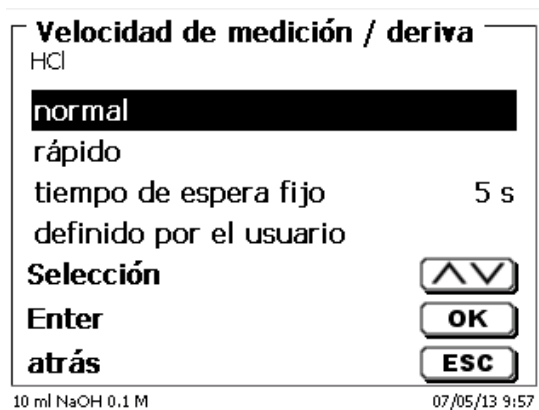 Velocidad de medición / deriva
HCl
normal
rápido
tiempo de espera fijo 5 s
definido por el usuario
Selección
Enter OK
atrás ESC
10 ml NaOH 0.1 M 07/05/13 9:57